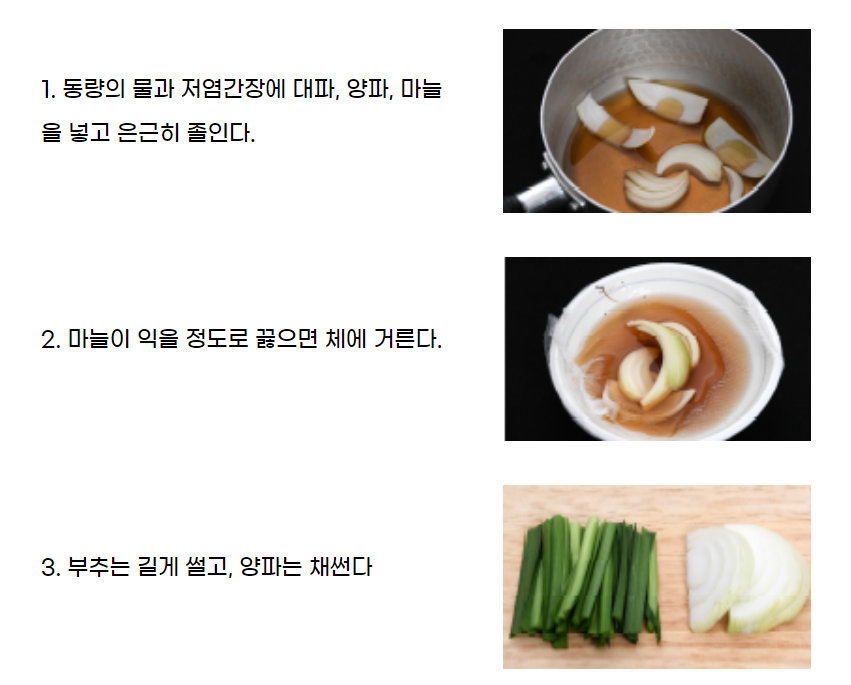 1. 동량의 물과 저염간장에 대파, 양파, 마늘
을 넣고 은근히 졸인다.
2. 마늘이 익을 정도로 끓으면 체에 거른다.
3. 부추는 길게 썰고, 양파는 채썬다